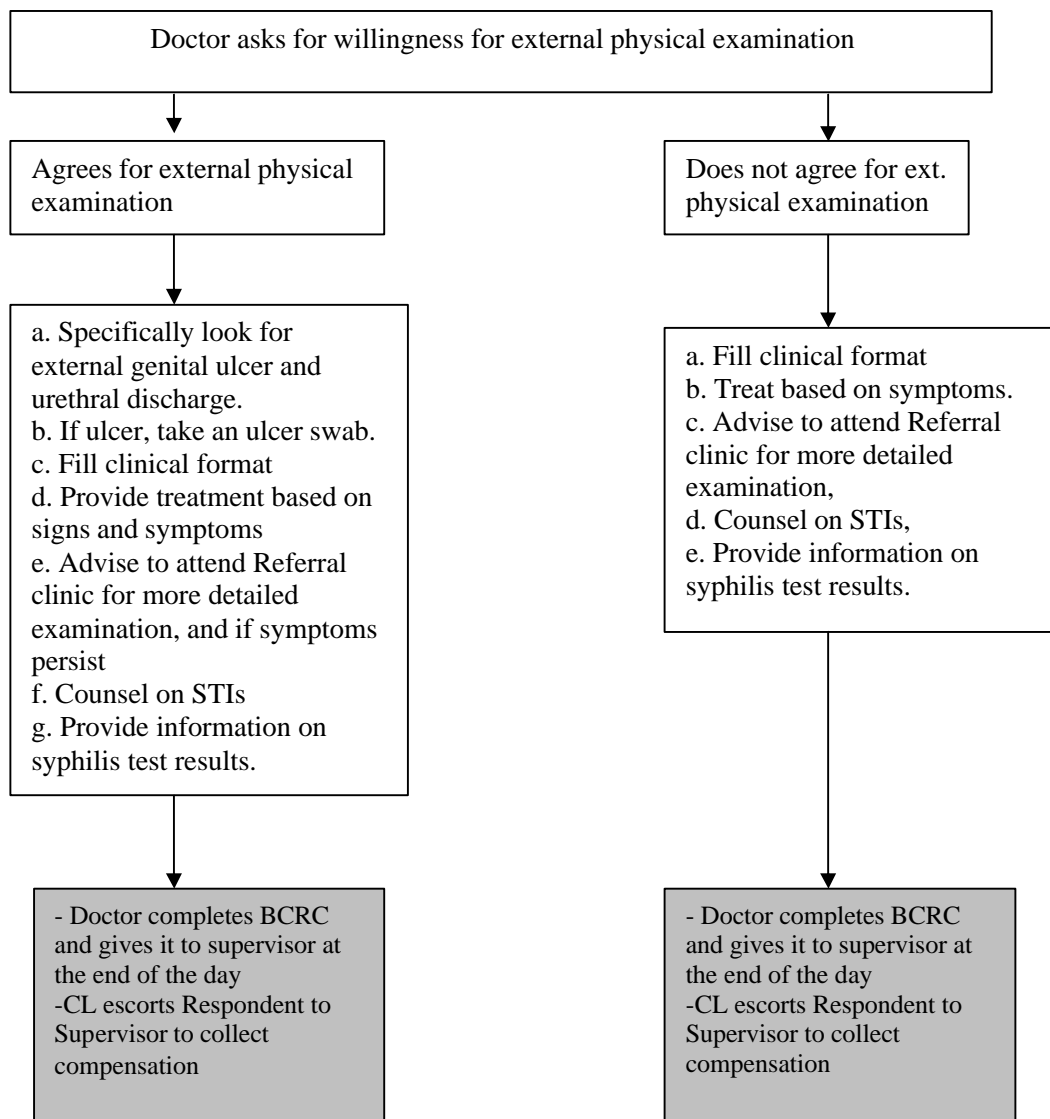 Doctor asks for willingness for external physical examination
Agrees for external physical
examination
Does not agree for ext.
physical examination
a. Specifically look for
external genital ulcer and
urethral discharge.
b. If ulcer, take an ulcer swab.
c. Fill clinical format
d. Provide treatment based on
signs and symptoms
e. Advise to attend Referral
clinic for more detailed
examination, and if symptoms
persist
f. Counsel on STIs
g. Provide information on
syphilis test results.
a. Fill clinical format
b. Treat based on symptoms.
c. Advise to attend Referral
clinic for more detailed
examination,
d. Counsel on STIs,
e. Provide information on
syphilis test results.
- Doctor completes BCRC
and gives it to supervisor at
the end of the day
-CL escorts Respondent to
Supervisor to collect
compensation
- Doctor completes BCRC
and gives it to supervisor at
the end of the day
-CL escorts Respondent to
Supervisor to collect
compensation